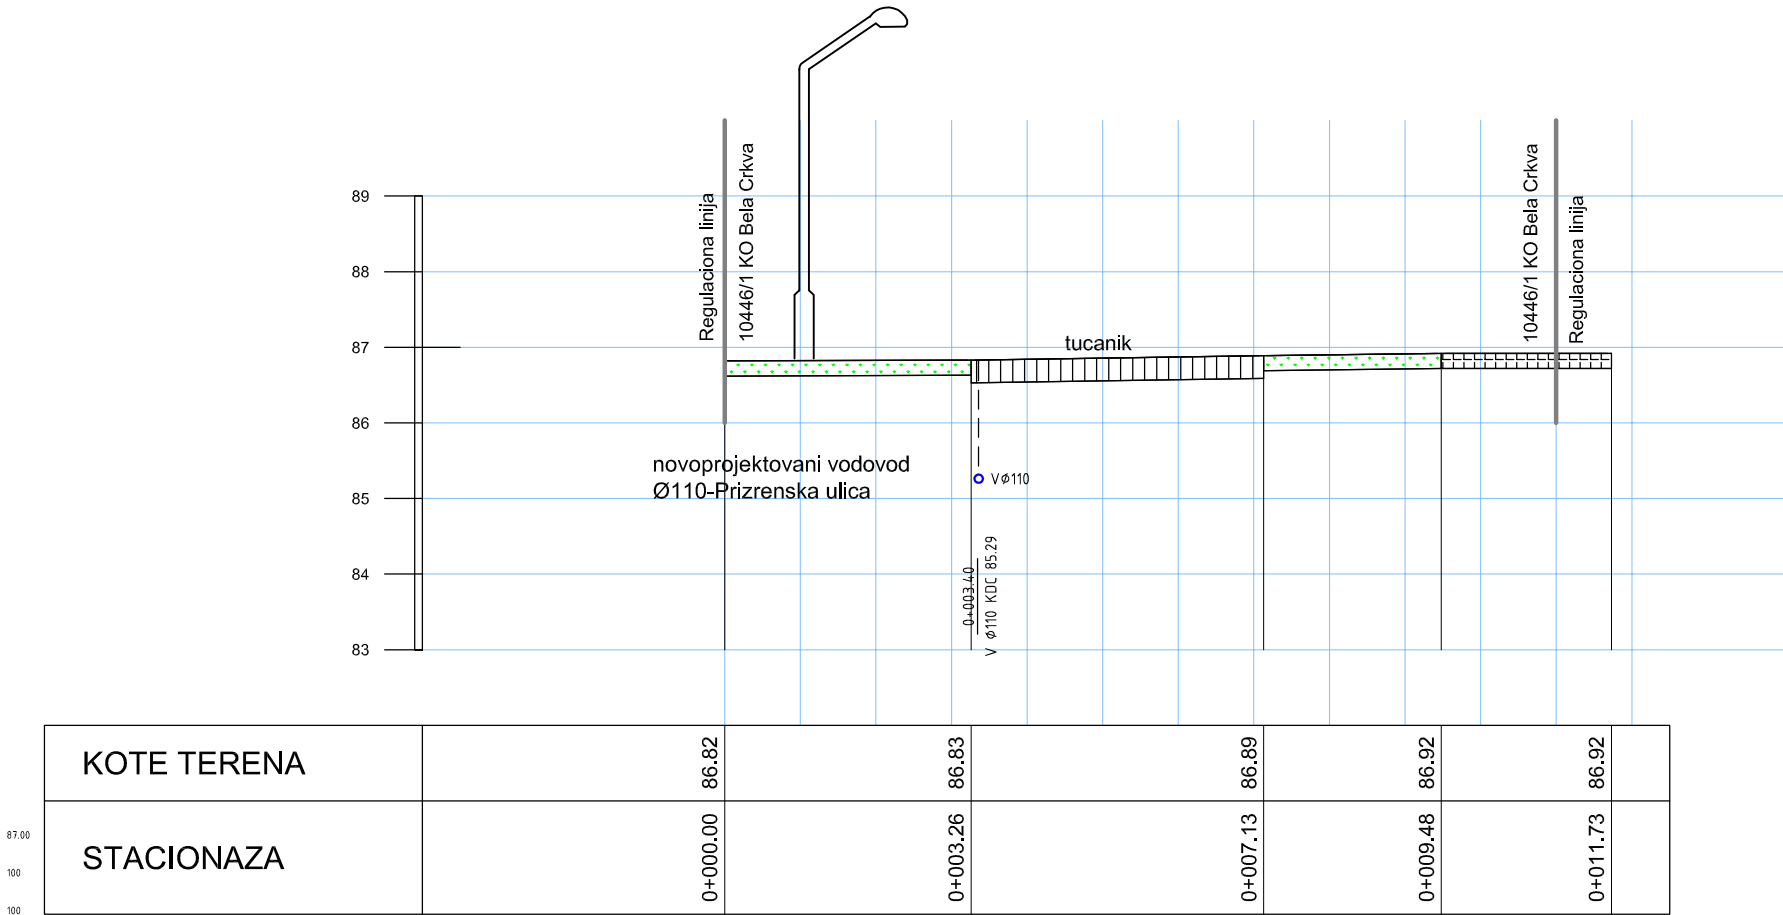 Regulaciona linija
10446/1 KO Bela Crkva
10446/1 KO Bela Crkva
Regulaciona linija
89
88
87
86
85
84
83
tucanik
novoprojektovani vodovod
Ø110-Prizrenska ulica
VØ110
0+003.40
V Ø110 KDC 85.29
KOTE TERENA
86.82
86.83
86.89
86.92
86.92
STACIONAZA
0+000.00
0+003.26
0+007.13
0+009.48
0+011.73
87.00
100
100